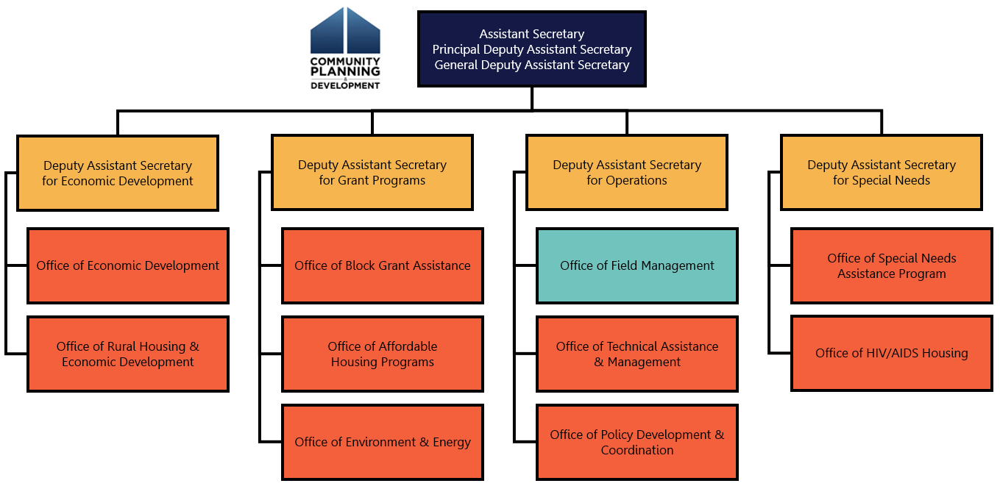 COMMUNITY
PLANNING
&
DEVELOPMENT
Assistant Secretary
Principal Deputy Assistant Secretary
General Deputy Assistant Secretary
Deputy Assistant Secretary
for Economic Development
Office of Economic Development
Office of Rural Housing &
Economic Development
Deputy Assistant Secretary
for Grant Programs
Office of Block Grant Assistance
Office of Affordable
Housing Programs
Office of Environment & Energy
Deputy Assistant Secretary
for Operations
Office of Field Management
Office of Technical Assistance
& Management
Office of Policy Development &
Coordination
Deputy Assistant Secretary
for Special Needs
Office of Special Needs
Assistance Program
Office of HIV/AIDS Housing